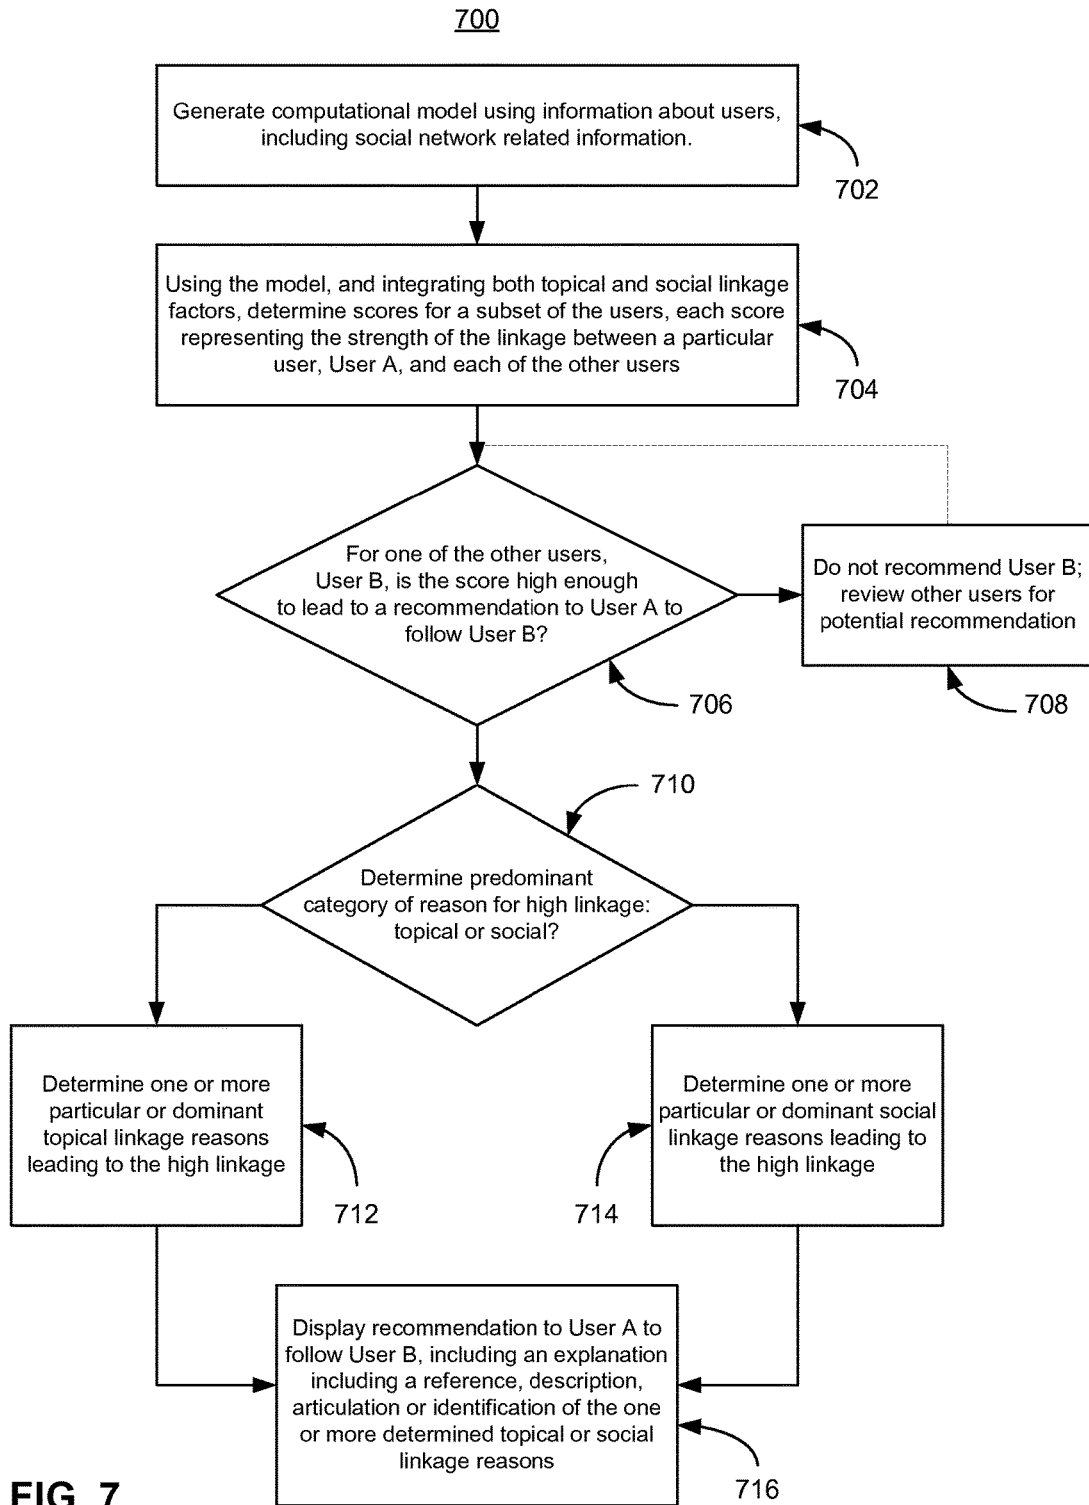 700
Generate computational model using information about users,
including social network related information.
702
Using the model, and integrating both topical and social linkage
factors, determine scores for a subset of the users, each score
representing the strength of the linkage between a particular
user, User A, and each of the other users
704
For one of the other users,
User B, is the score high enough
to lead to a recommendation to User A to
follow User B?
706
Do not recommend User B;
review other users for
potential recommendation
708
710
Determine predominant
category of reason for high linkage:
topical or social?
Determine one or more
particular or dominant
topical linkage reasons
leading to the high linkage
712
Determine one or more
particular or dominant social
linkage reasons leading to
the high linkage
714
Display recommendation to User A to
follow User B, including an explanation
including a reference, description,
articulation or identification of the one
or more determined topical or social
linkage reasons
716
FIG. 7